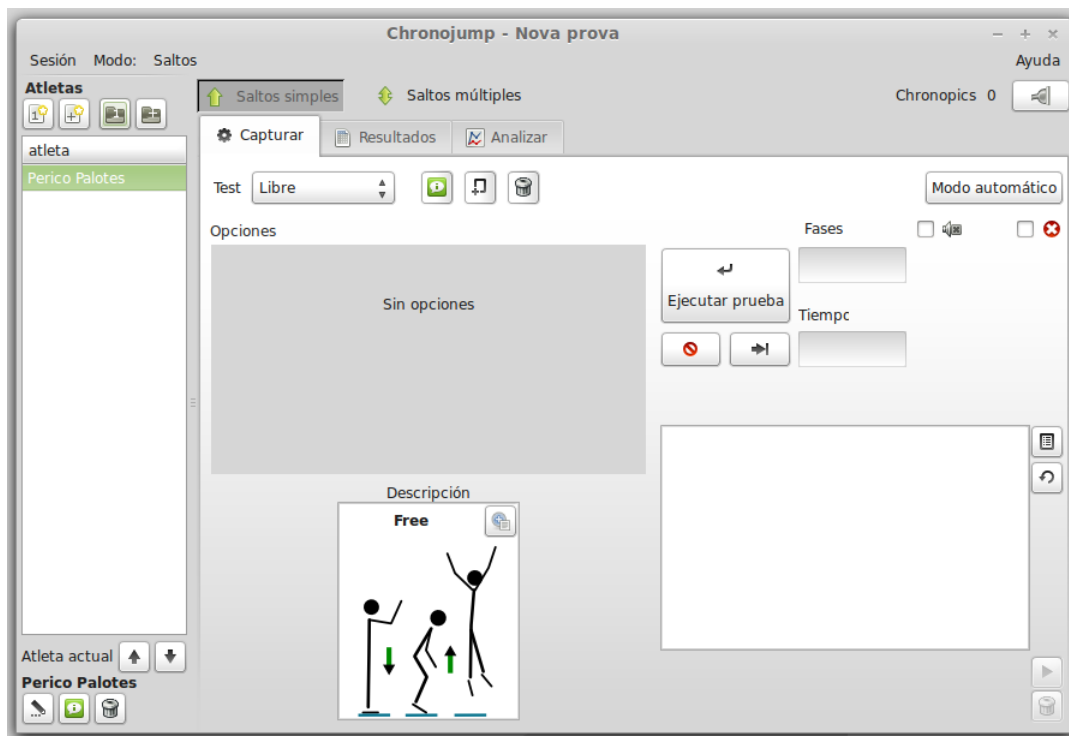 Chronojump - Nova prova
Sesión Modo: Saltos Ayuda
Atletas
Saltos simples Saltos múltiples Chronopics 0
atleta
Perico Palotes
Capturar Resultados Analizar
Test Libre Modo automático
Opciones
Sin opciones
Fases
Ejecutar prueba
Tiempo
Descripción
Free
Atleta actual
Perico Palotes